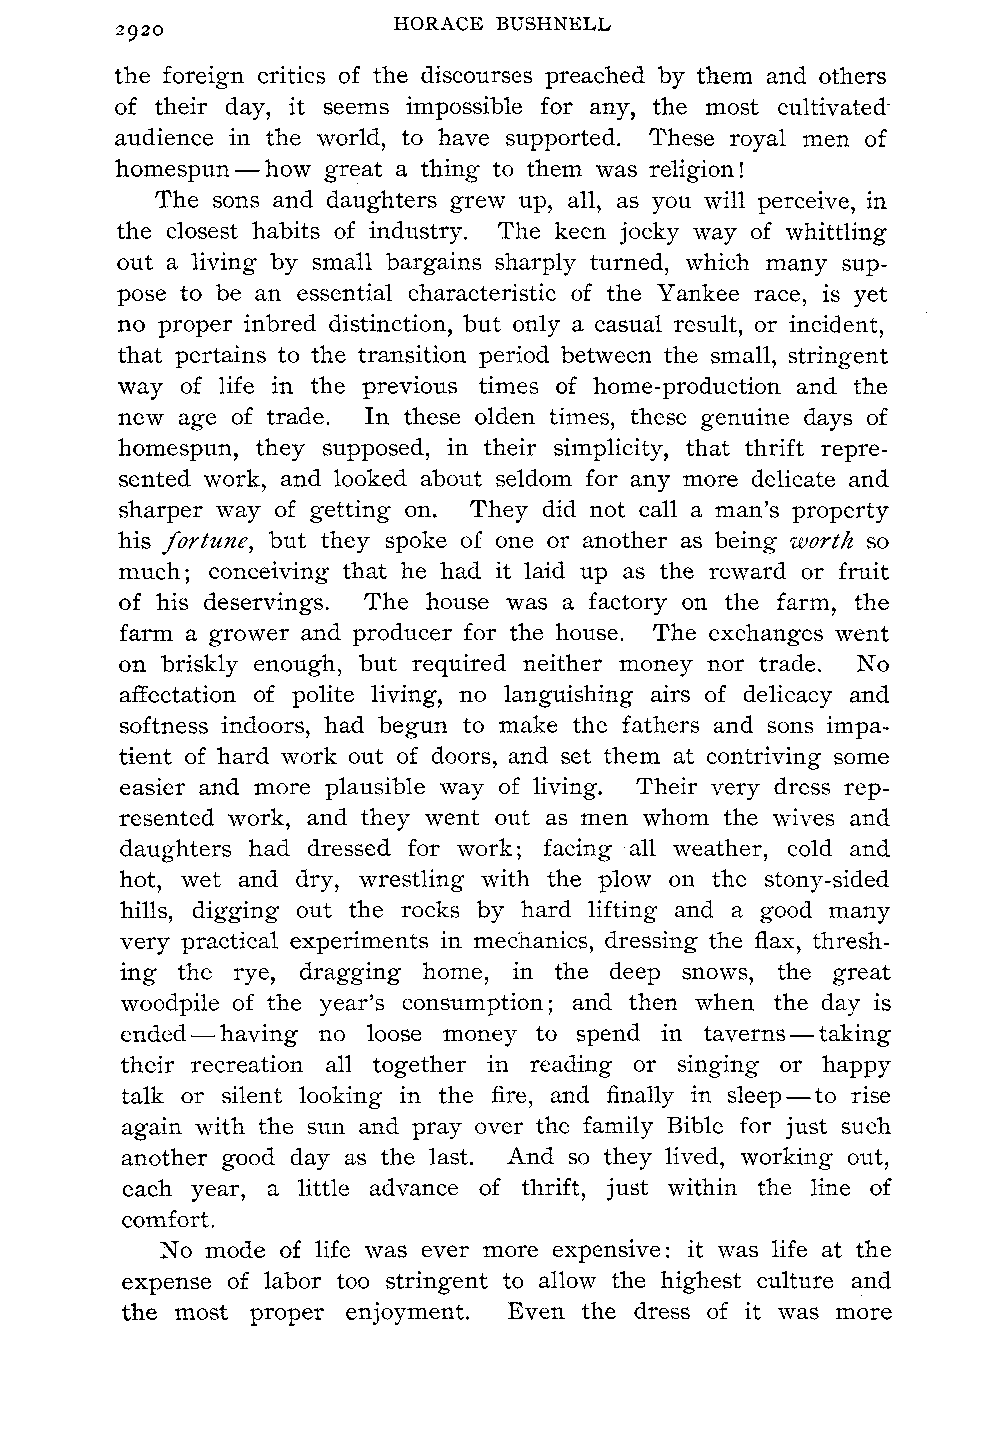 2920
HORACE BUSHNELL
the foreign critics of the discourses preached by them and others
of their day, it seems impossible for any, the most cultivated
audience in the world, to have supported. These royal men of
homespun — how great a thing to them was religion!
The sons and daughters grew up, all, as you will perceive, in
the closest habits of industry. The keen jocky way of whittling
out a living by small bargains sharply turned, which many sup-
pose to be an essential characteristic of the Yankee race, is yet
no proper inbred distinction, but only a casual result, or incident,
that pertains to the transition period between the small, stringent
way of life in the previous times of home-production and the
new age of trade. In these olden times, these genuine days of
homespun, they supposed, in their simplicity, that thrift repre-
sented work, and looked about seldom for any more delicate and
sharper way of getting on. They did not call a man's property
his fortune, but they spoke of one or another as being worth so
much; conceiving that he had it laid up as the reward or fruit
of his deservings. The house was a factory on the farm, the
farm a grower and producer for the house. The exchanges went
on briskly enough, but required neither money nor trade. No
affectation of polite living, no languishing airs of delicacy and
softness indoors, had begun to make the fathers and sons impa-
tient of hard work out of doors, and set them at contriving some
easier and more plausible way of living. Their very dress rep-
resented work, and they went out as men whom the wives and
daughters had dressed for work; facing all weather, cold and
hot, wet and dry, wrestling with the plow on the stony-sided
hills, digging out the rocks by hard lifting and a good many
very practical experiments in mechanics, dressing the flax, thresh-
ing the rye, dragging home, in the deep snows, the great
woodpile of the year's consumption; and then when the day is
ended — having no loose money to spend in taverns — taking
their recreation all together in reading or singing or happy
talk or silent looking in the fire, and finally in sleep — to rise
again with the sun and pray over the family Bible for just such
another good day as the last. And so they lived, working out,
each year, a little advance of thrift, just within the line of
comfort.
No mode of life was ever more expensive: it was life at the
expense of labor too stringent to allow the highest culture and
the most proper enjoyment. Even the dress of it was more